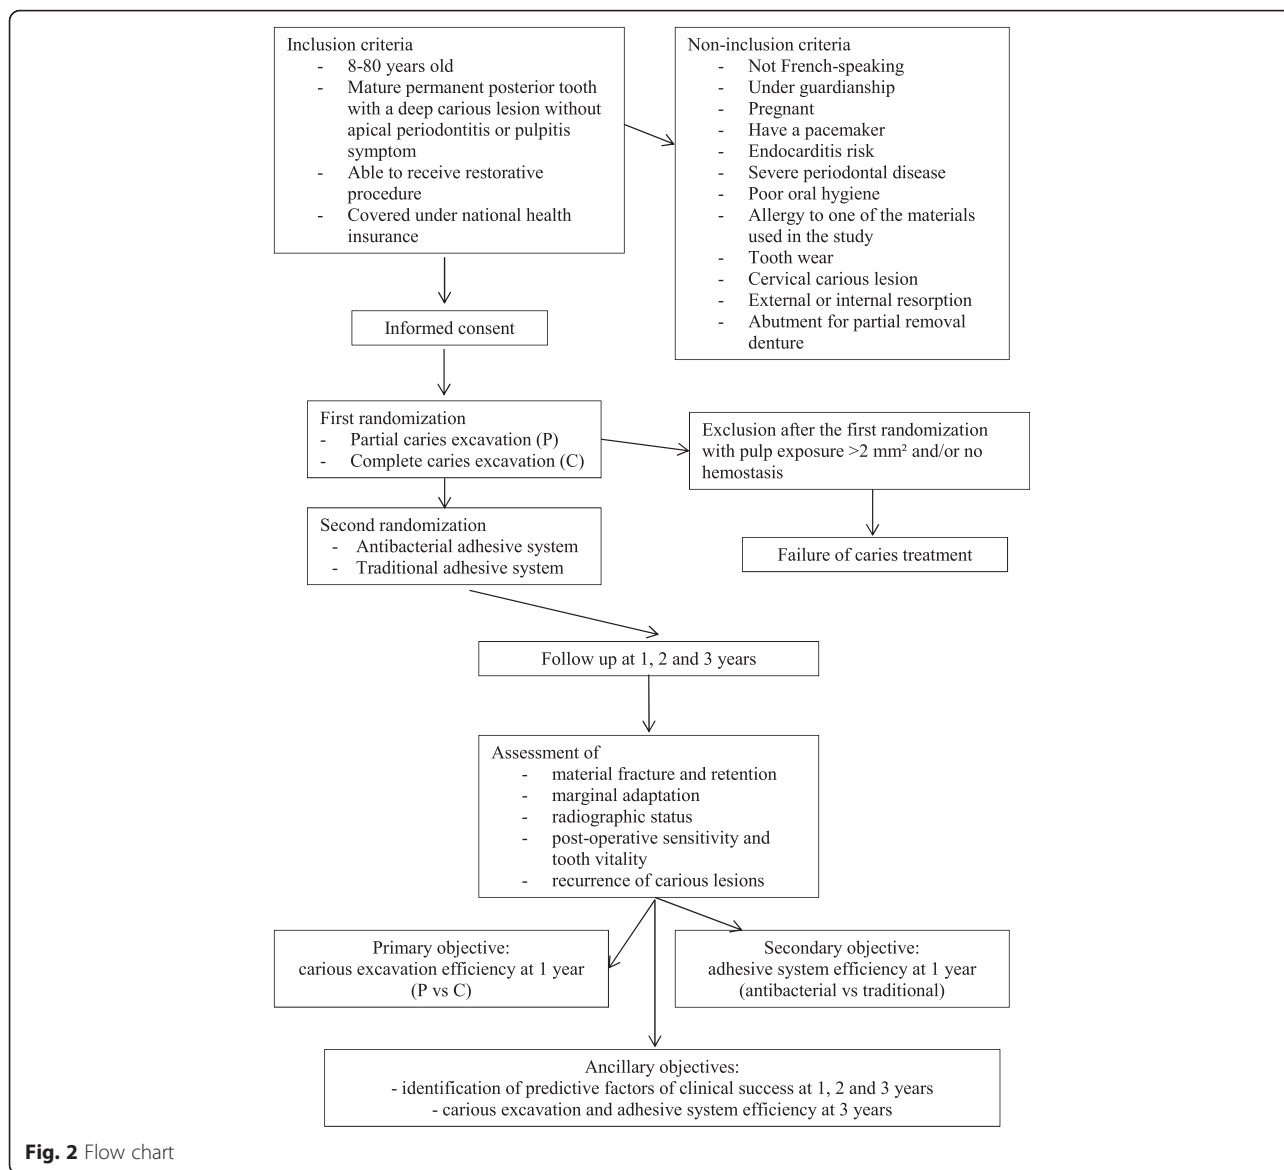 Inclusion criteria
- 8-80 years old
- Mature permanent posterior tooth
with a deep carious lesion without
apical periodontitis or pulpitis
symptom
- Able to receive restorative
procedure
- Covered under national health
insurance
Non-inclusion criteria
- Not French-speaking
- Under guardianship
- Pregnant
- Have a pacemaker
- Endocarditis risk
- Severe periodontal disease
- Poor oral hygiene
- Allergy to one of the materials
used in the study
- Tooth wear
- Cervical carious lesion
- External or internal resorption
- Abutment for partial removal
denture
Informed consent
First randomization
- Partial caries excavation (P)
- Complete caries excavation (C)
Exclusion after the first randomization
with pulp exposure >2 mm² and/or no
hemostasis
Second randomization
- Antibacterial adhesive system
- Traditional adhesive system
Failure of caries treatment
Follow up at 1, 2 and 3 years
Assessment of
- material fracture and retention
- marginal adaptation
- radiographic status
- post-operative sensitivity and
tooth vitality
- recurrence of carious lesions
Primary objective:
carious excavation efficiency at 1 year
(P vs C)
Secondary objective:
adhesive system efficiency at 1 year
(antibacterial vs traditional)
Ancillary objectives:
- identification of predictive factors of clinical success at 1, 2 and 3 years
- carious excavation and adhesive system efficiency at 3 years
Fig. 2 Flow chart